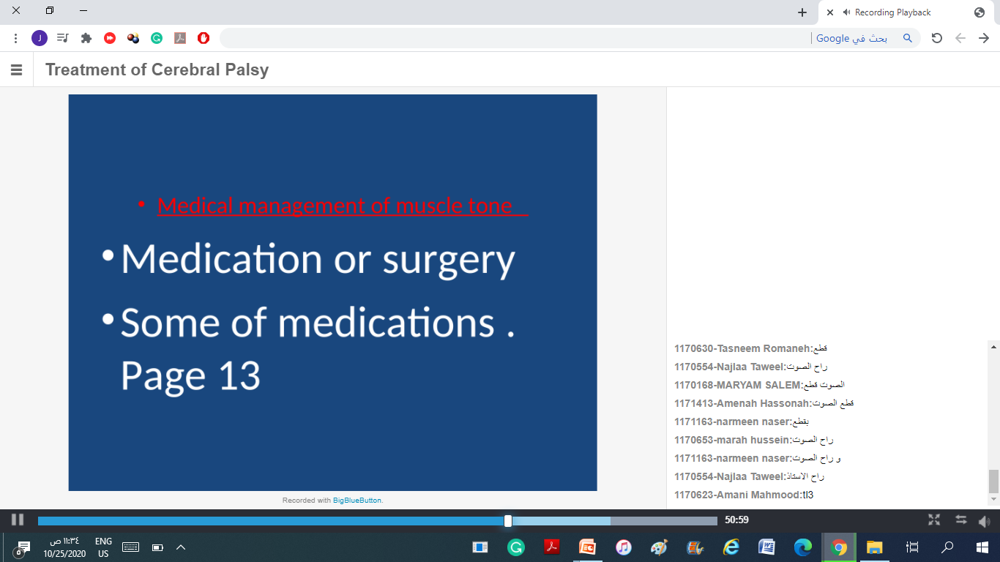 Recording Playback
بحث في Google
J
Treatment of Cerebral Palsy
• Medical management of muscle tone
• Medication or surgery
• Some of medications .
Page 13
Recorded with BigBlueButton.
1170630-Tasneem Romaneh:قطع
1170554-Najlaa Taweel:راح الصوت
1170168-MARYAM SALEM:الصوت قطع
1171413-Amenah Hassonah:قطع الصوت
1171163-narmeen naser:بقطع
1170653-marah hussein:راح الصوت
1171163-narmeen naser:و راح الصوت
1170554-Najlaa Taweel:راح الاستاذ
1170623-Amani Mahmood:tl3
50:59
١١:٣٤ ص
10/25/2020
ENG
US